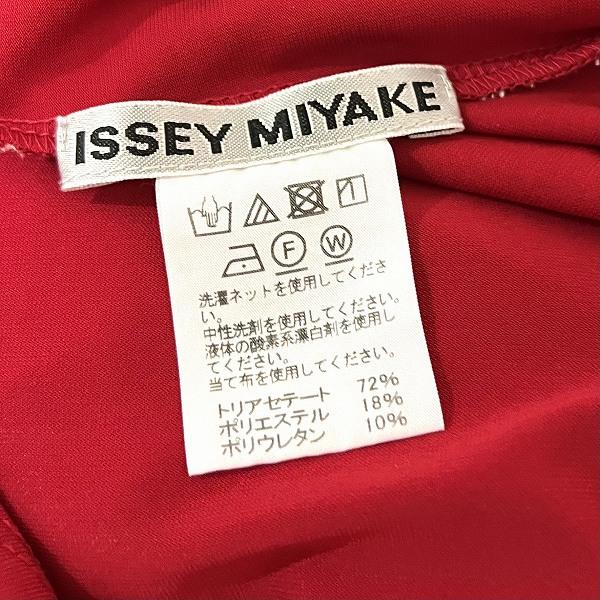 ISSEY MIYAKE
F W
洗濯ネットを使用してくださ
い。
中性洗剤を使用してください。
液体の酸素系漂白剤を使用し
てください。
当て布を使用してください。
トリアセテート 72%
ポリエステル 18%
ポリウレタン 10%